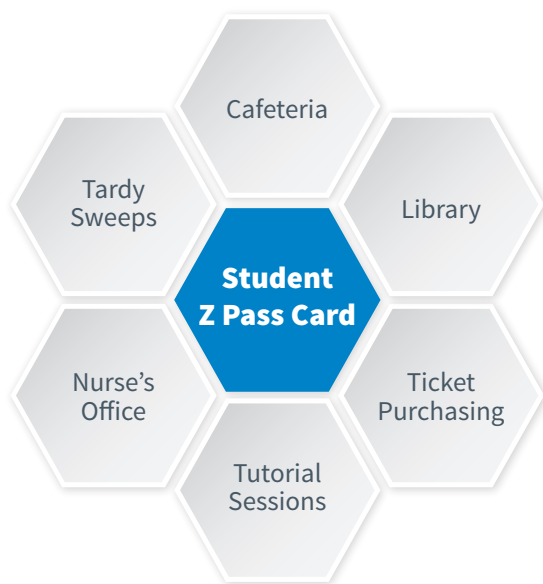 Cafeteria
Tardy
Sweeps
Library
Student
Z Pass Card
Nurse’s
Office
Ticket
Purchasing
Tutorial
Sessions